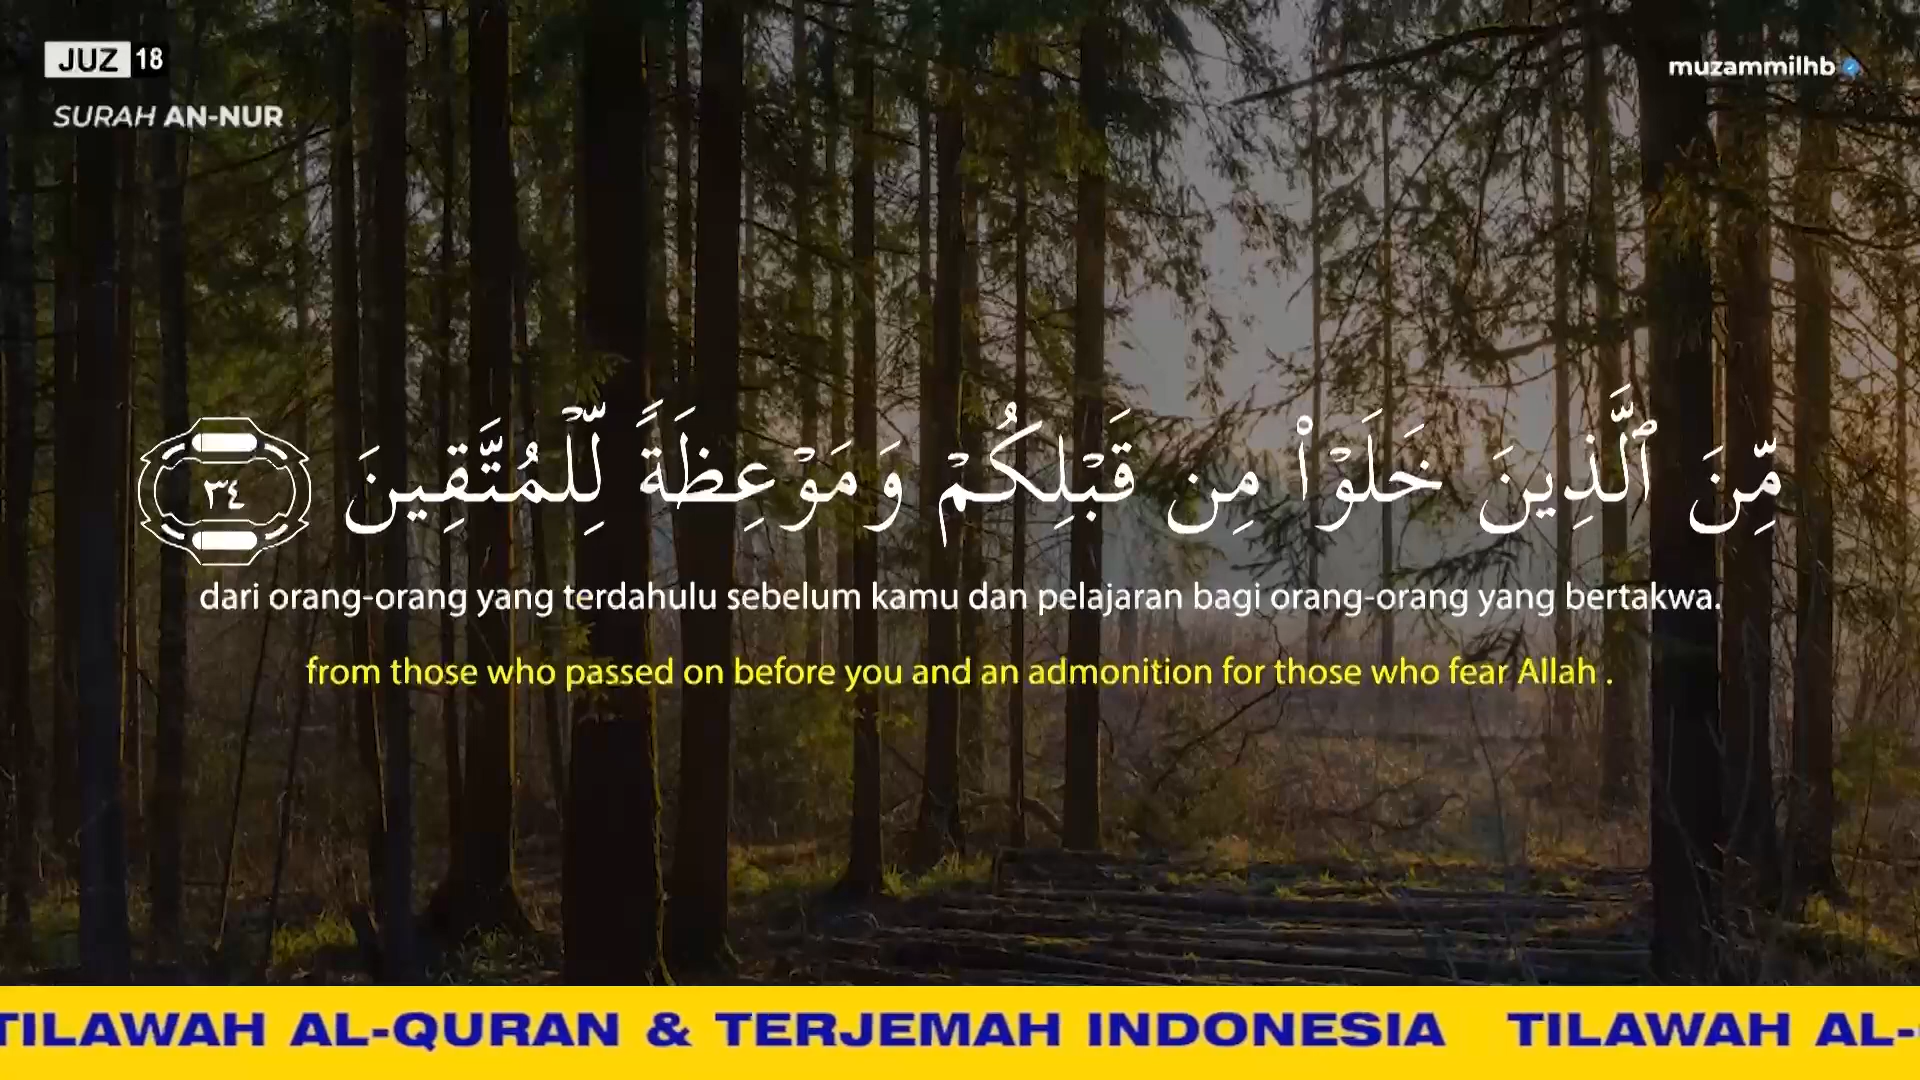 JUZ 18
muzammilhb
SURAH AN-NUR
مِّنَ ٱلَّذِينَ خَلَوْا۟ مِن قَبْلِكُمْ وَمَوْعِظَةً لِّلْمُتَّقِينَ ٣٤
dari orang-orang yang terdahulu sebelum kamu dan pelajaran bagi orang-orang yang bertakwa.
from those who passed on before you and an admonition for those who fear Allah .
TILAWAH AL-QURAN & TERJEMAH INDONESIA TILAWAH AL-